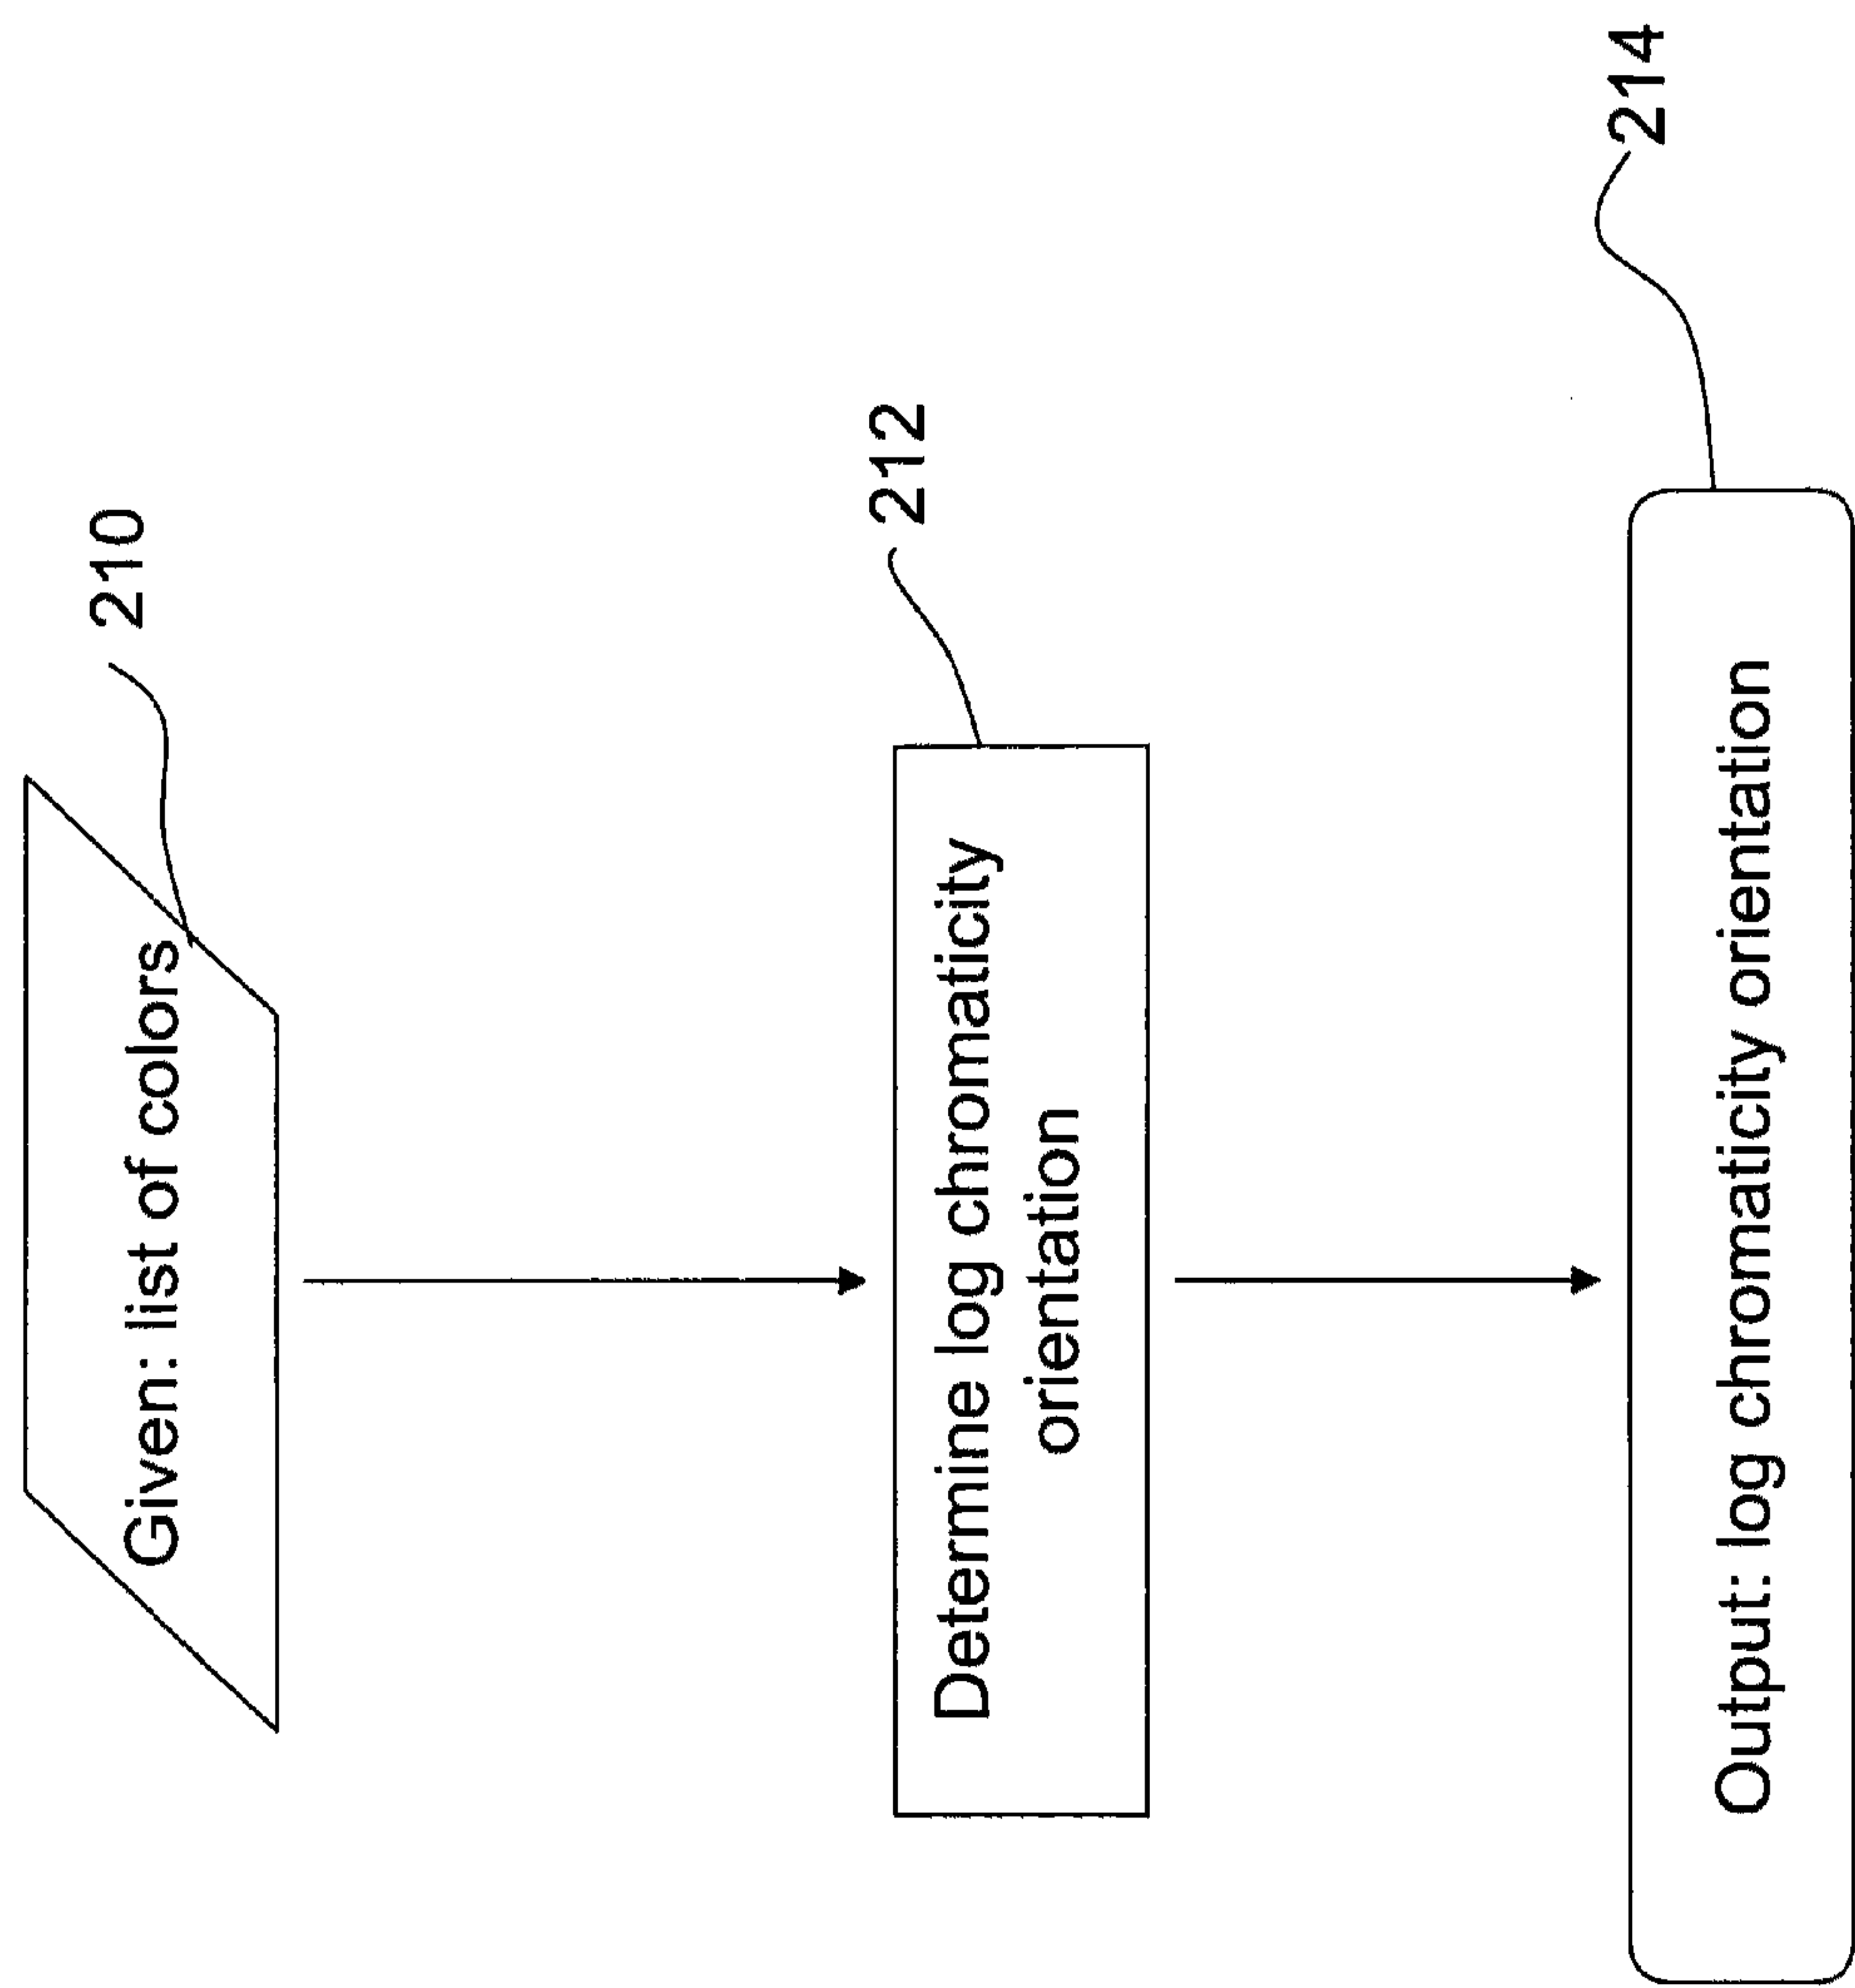 Given: list of colors
210
Determine log chromaticity
orientation
212
Output: log chromaticity orientation
214